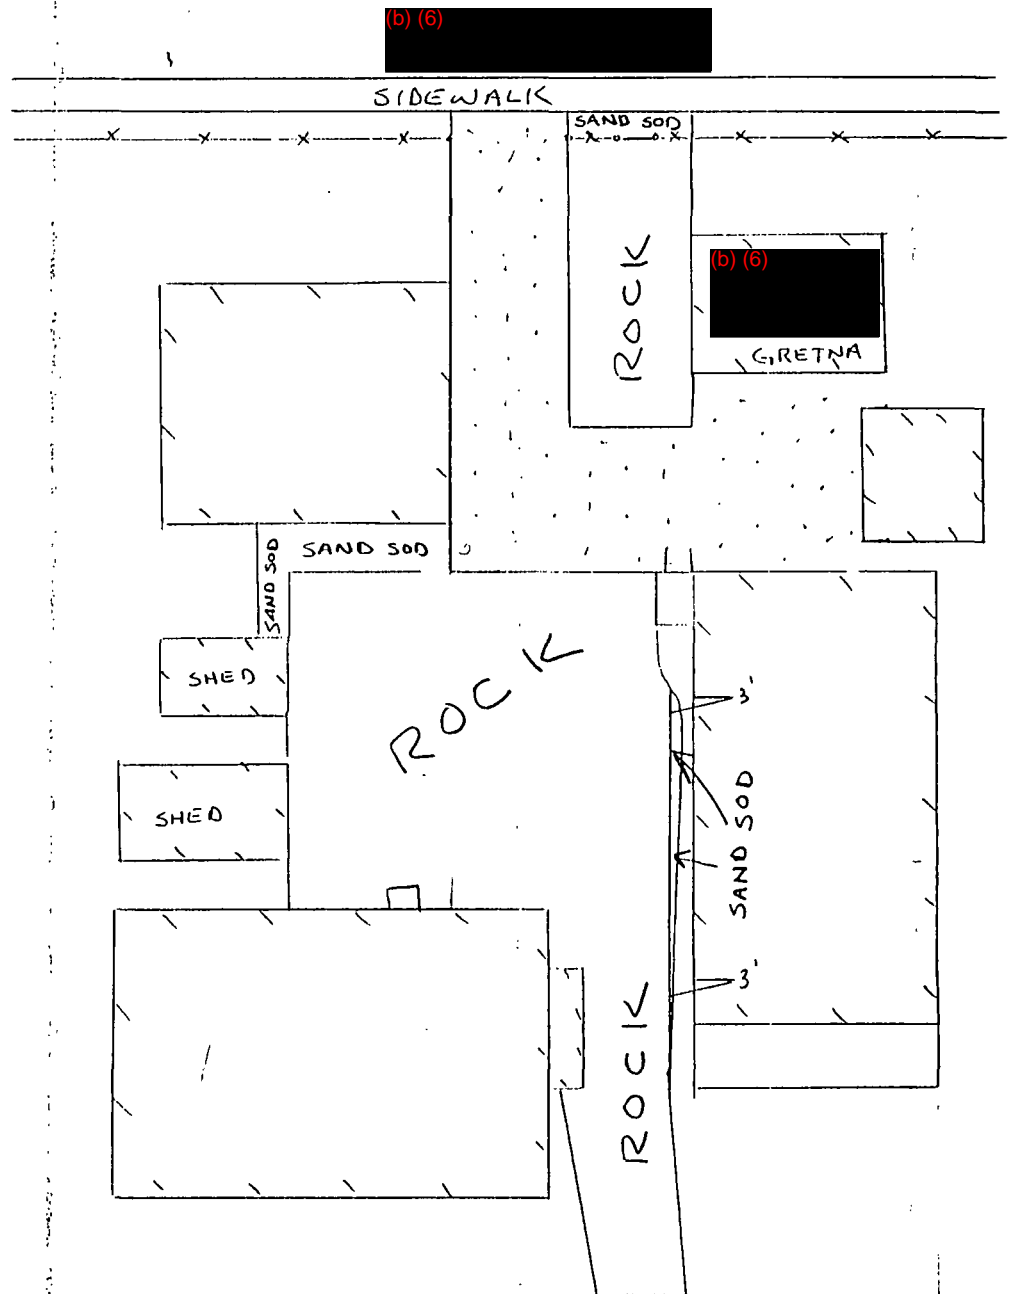 (b) (6)
SIDEWALK
SAND SOD
ROCK
(b) (6)
GRETNA
SAND SOD
SAND SOD
SHED
ROCK
3'
SHED
SAND SOD
3'
ROCK